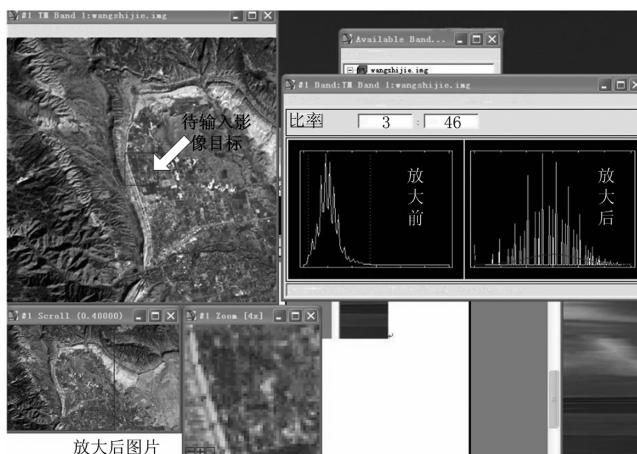 #1 TM Band 1:wangshijie.img
待输入影
像目标
Available Band...
wangshijie.img
#1 Band:TM Band 1:wangshijie.img
比率 3 : 46
放大前
放大后
#1 Scroll (0.40000)
#1 Zoom [4x]
放大后图片